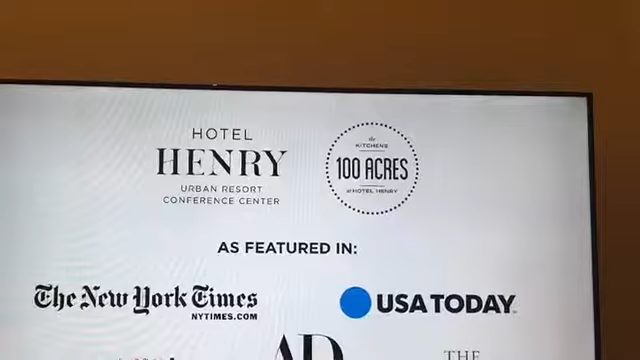 HOTEL
HENRY
URBAN RESORT
CONFERENCE CENTER
the
KITCHENS
100 ACRES
at HOTEL HENRY
AS FEATURED IN:
The New York Times
NYTIMES.COM
USA TODAY
AD
THE